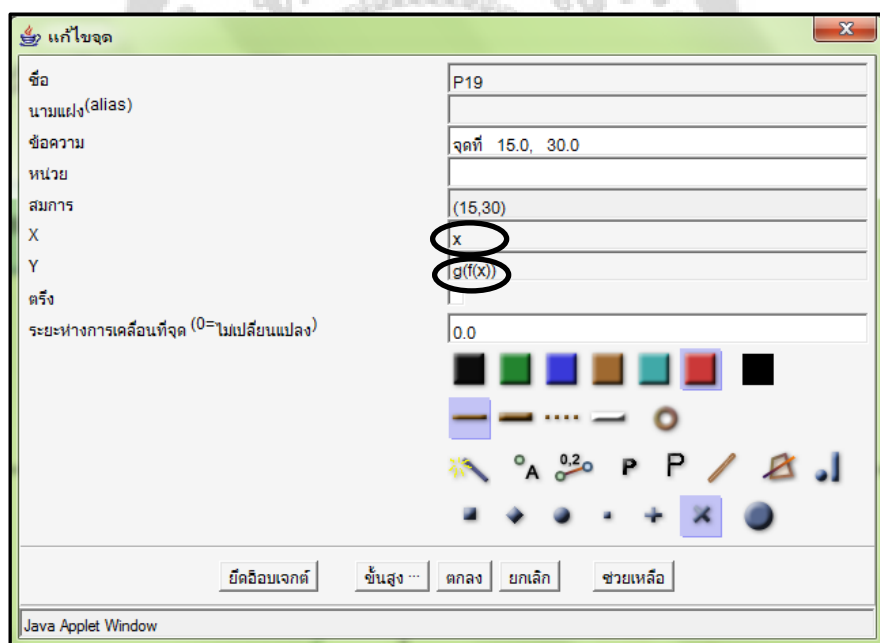 แก้ไขจุด
ชื่อ P19
นามแฝง(alias)
ข้อความ จุดที่ 15.0, 30.0
หน่วย
สมการ (15,30)
X x
Y g(f(x))
ตรึง
ระยะห่างการเคลื่อนที่จุด (0=ไม่เปลี่ยนแปลง) 0.0
A 0,2 P P
ยึดอ็อบเจกต์ ขั้นสูง ... ตกลง ยกเลิก ช่วยเหลือ
Java Applet Window